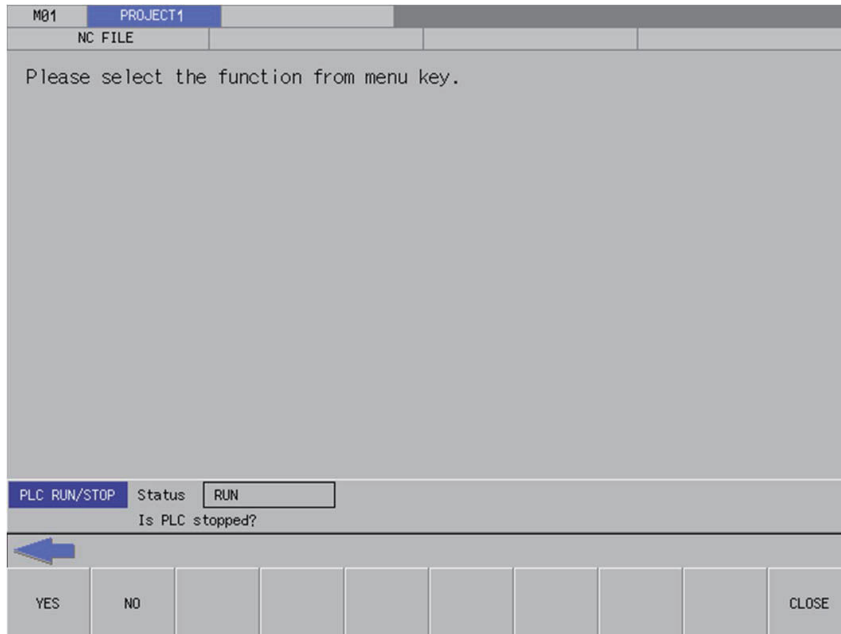 M01 PROJECT1
NC FILE
Please select the function from menu key.
PLC RUN/STOP Status RUN
Is PLC stopped?
YES NO CLOSE